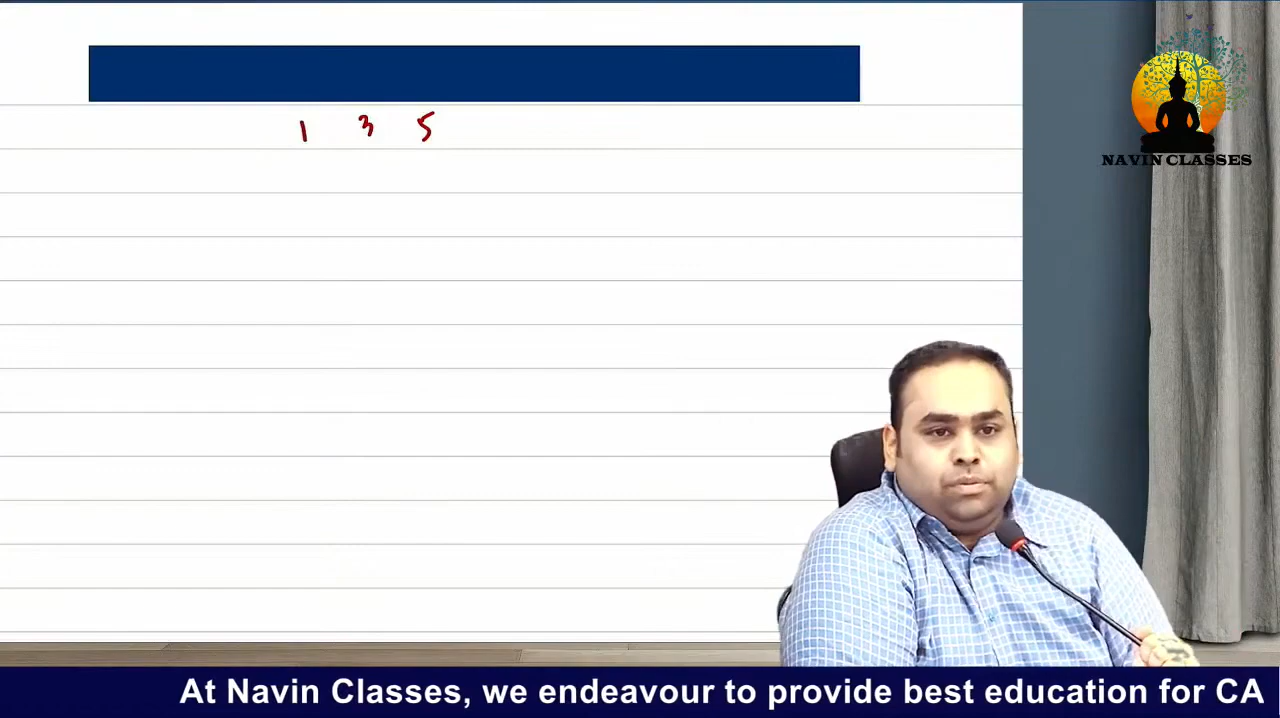 1 3 5
NAVIN CLASSES
At Navin Classes, we endeavour to provide best education for CA